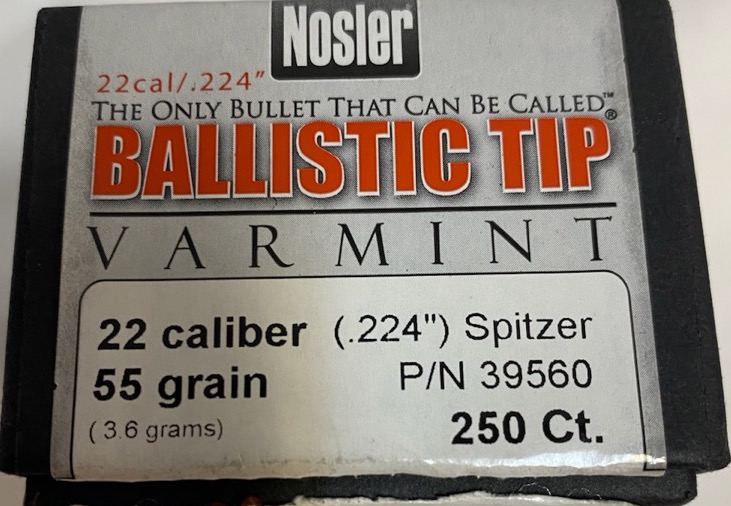 Nosler
22cal/.224"
THE ONLY BULLET THAT CAN BE CALLED™
BALLISTIC TIP®
VARMINT
22 caliber (.224") Spitzer
55 grain P/N 39560
(3.6 grams) 250 Ct.